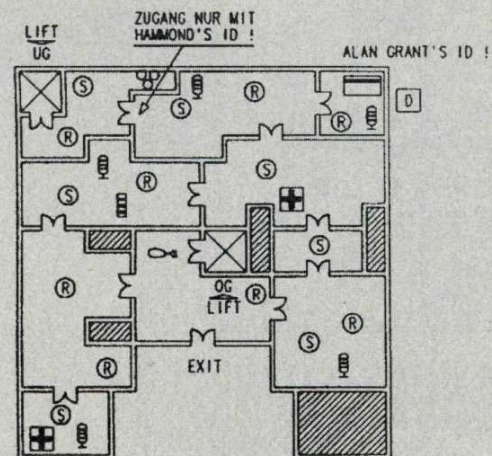 ZUGANG NUR MIT
HAMMOND'S ID !
LIFT
UG
ALAN GRANT'S ID !
S
R
S
R
R
D
S
R
S
S
R
OG
LIFT
R
S
R
R
EXIT
S